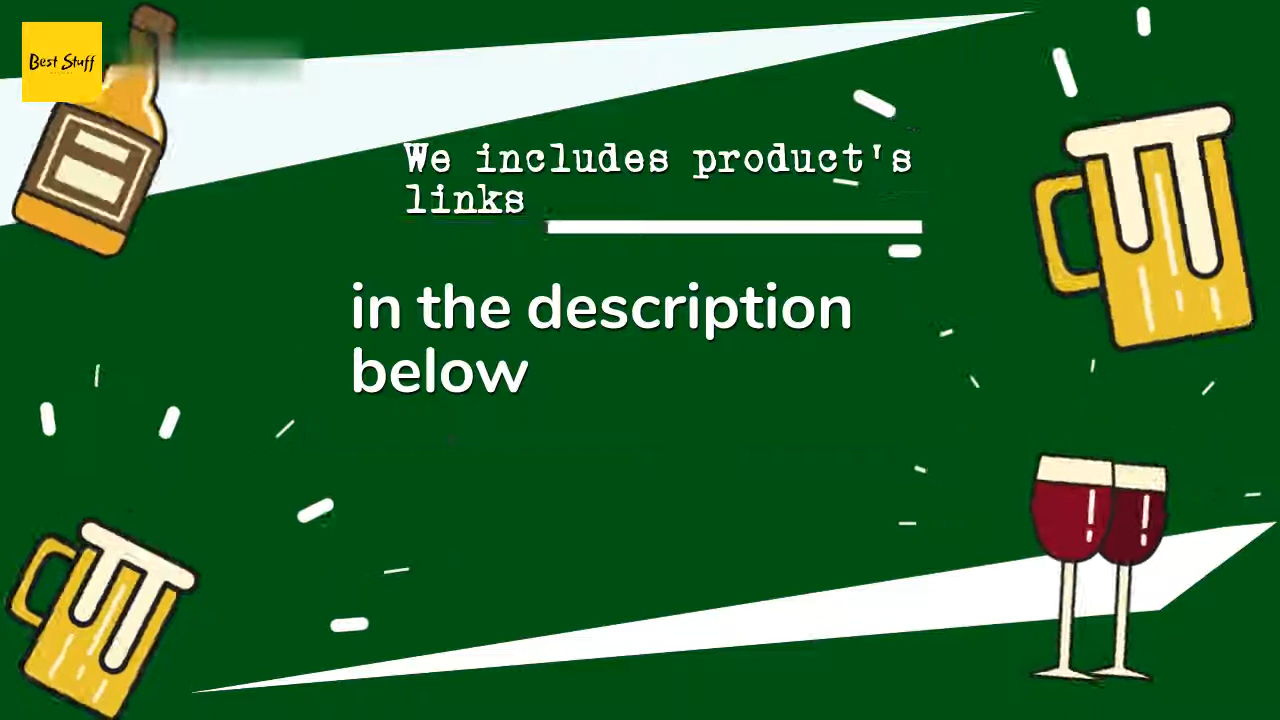 Best Stuff
We includes product's
links
in the description
below